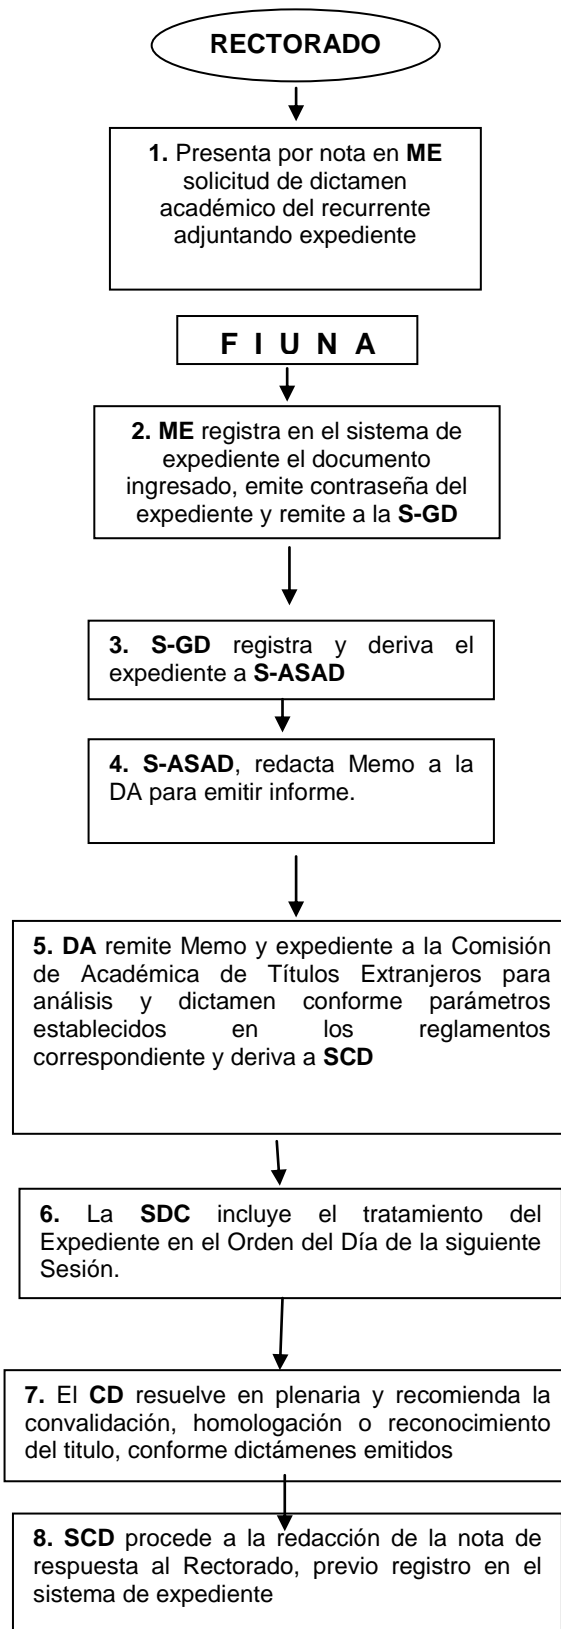 RECTORADO
1. Presenta por nota en ME
solicitud de dictamen
académico del recurrente
adjuntando expediente
F I U N A
2. ME registra en el sistema de
expediente el documento
ingresado, emite contraseña del
expediente y remite a la S-GD
3. S-GD registra y deriva el
expediente a S-ASAD
4. S-ASAD, redacta Memo a la
DA para emitir informe.
5. DA remite Memo y expediente a la Comisión
de Académica de Títulos Extranjeros para
análisis y dictamen conforme parámetros
establecidos en los reglamentos
correspondiente y deriva a SCD
6. La SDC incluye el tratamiento del
Expediente en el Orden del Día de la siguiente
Sesión.
7. El CD resuelve en plenaria y recomienda la
convalidación, homologación o reconocimiento
del titulo, conforme dictámenes emitidos
8. SCD procede a la redacción de la nota de
respuesta al Rectorado, previo registro en el
sistema de expediente